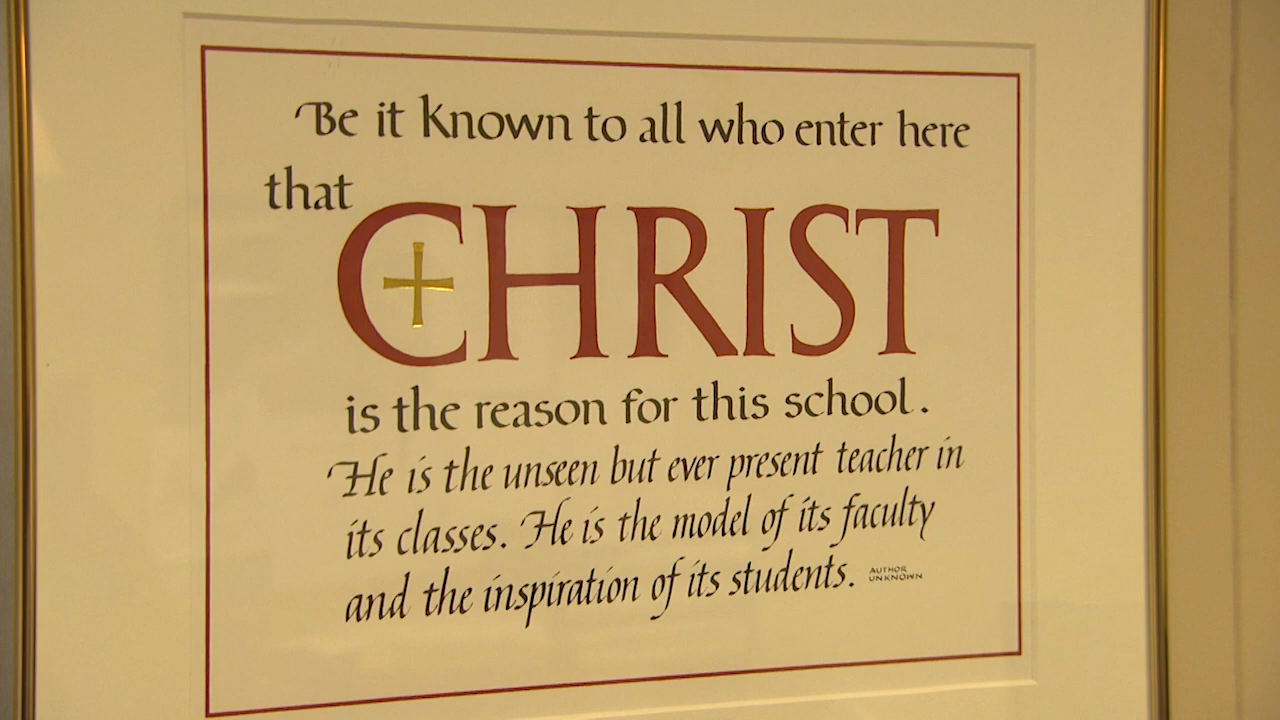 Be it known to all who enter here
that
CHRIST
is the reason for this school.
He is the unseen but ever present teacher in
its classes. He is the model of its faculty
and the inspiration of its students.
AUTHOR
UNKNOWN